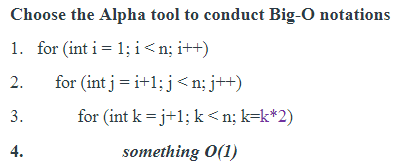 Choose the Alpha tool to conduct Big-O notations
1. for (int i = 1; i < n; i++)
2. for (int j = i+1; j < n; j++)
3. for (int k = j+1; k < n; k=k*2)
4. something O(1)